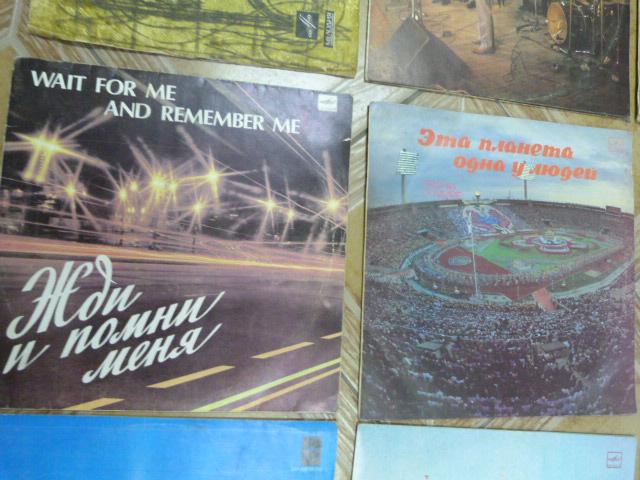 WAIT FOR ME
AND REMEMBER ME
Жди
и помни
меня
Эта планета
одна у людей